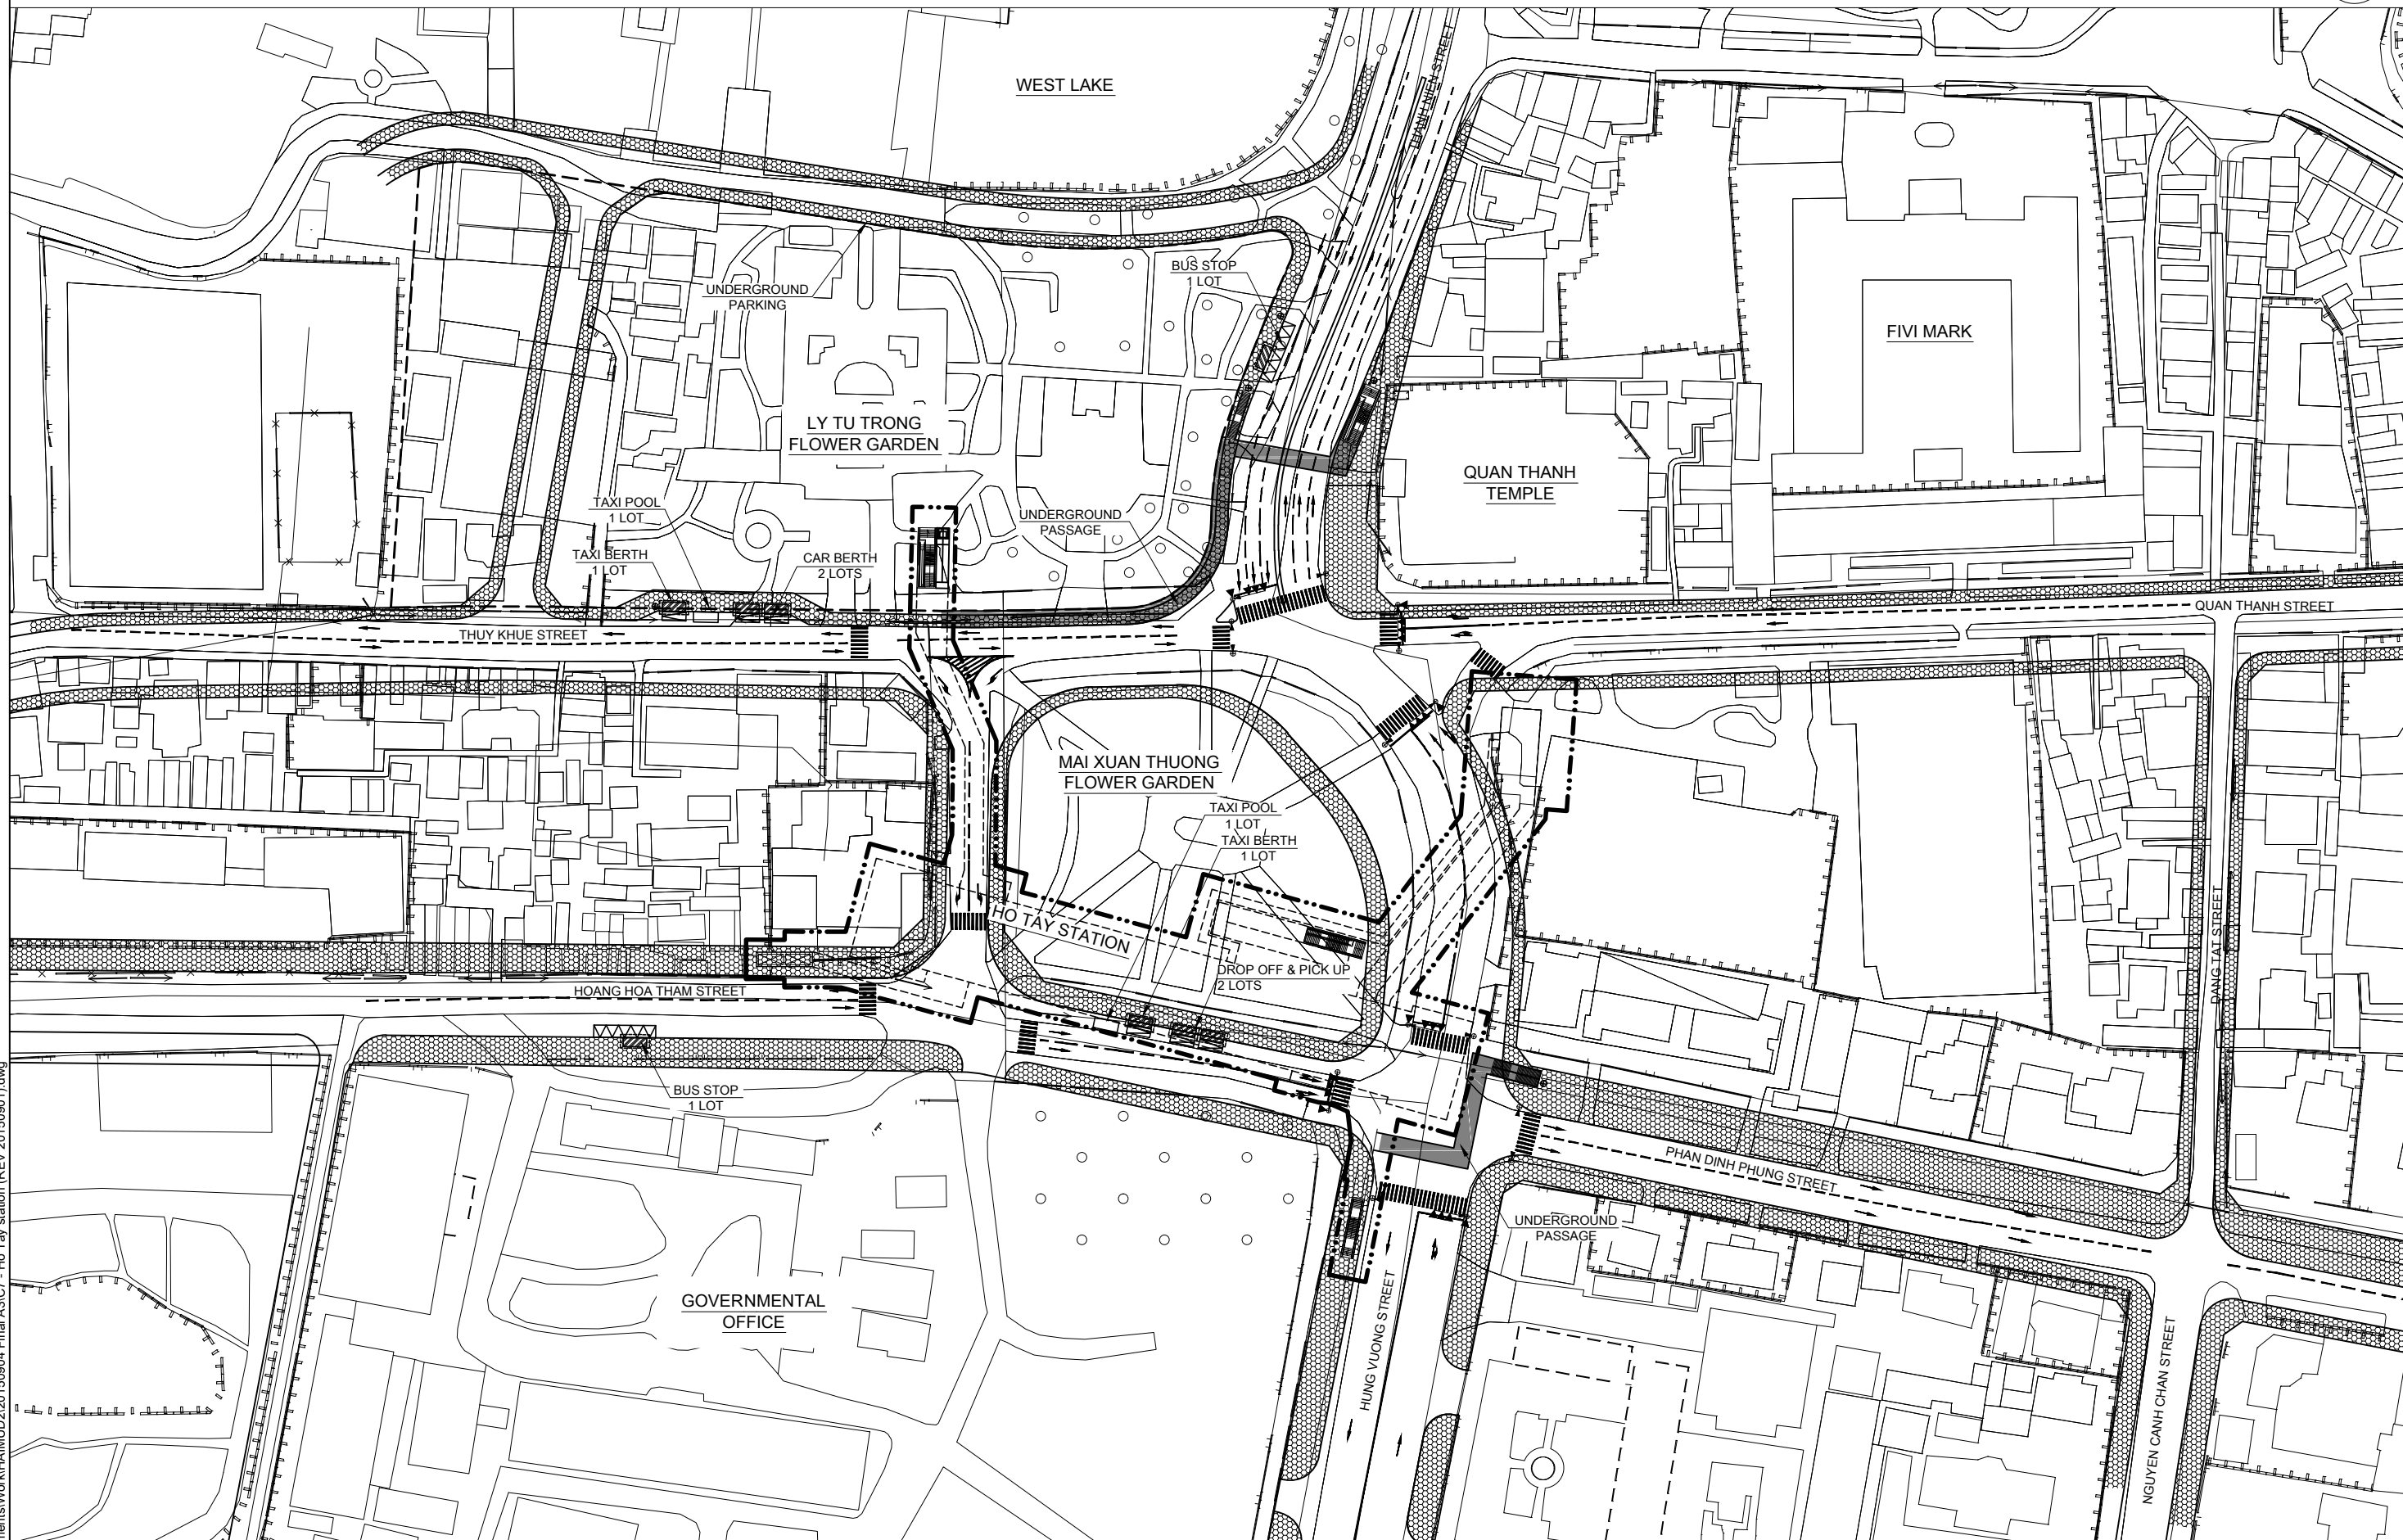 WEST LAKE
THANH NIEN STREET
BUS STOP
1 LOT
UNDERGROUND
PARKING
FIVI MARK
LY TU TRONG
FLOWER GARDEN
QUAN THANH
TEMPLE
TAXI POOL
1 LOT
UNDERGROUND
PASSAGE
TAXI BERTH
1 LOT
CAR BERTH
2 LOTS
QUAN THANH STREET
THUY KHUE STREET
MAI XUAN THUONG
FLOWER GARDEN
TAXI POOL
1 LOT
TAXI BERTH
1 LOT
HO TAY STATION
DANG TAT STREET
DROP OFF & PICK UP
2 LOTS
HOANG HOA THAM STREET
BUS STOP
1 LOT
PHAN DINH PHUNG STREET
UNDERGROUND
PASSAGE
GOVERNMENTAL
OFFICE
HUNG VUONG STREET
NGUYEN CANH CHAN STREET